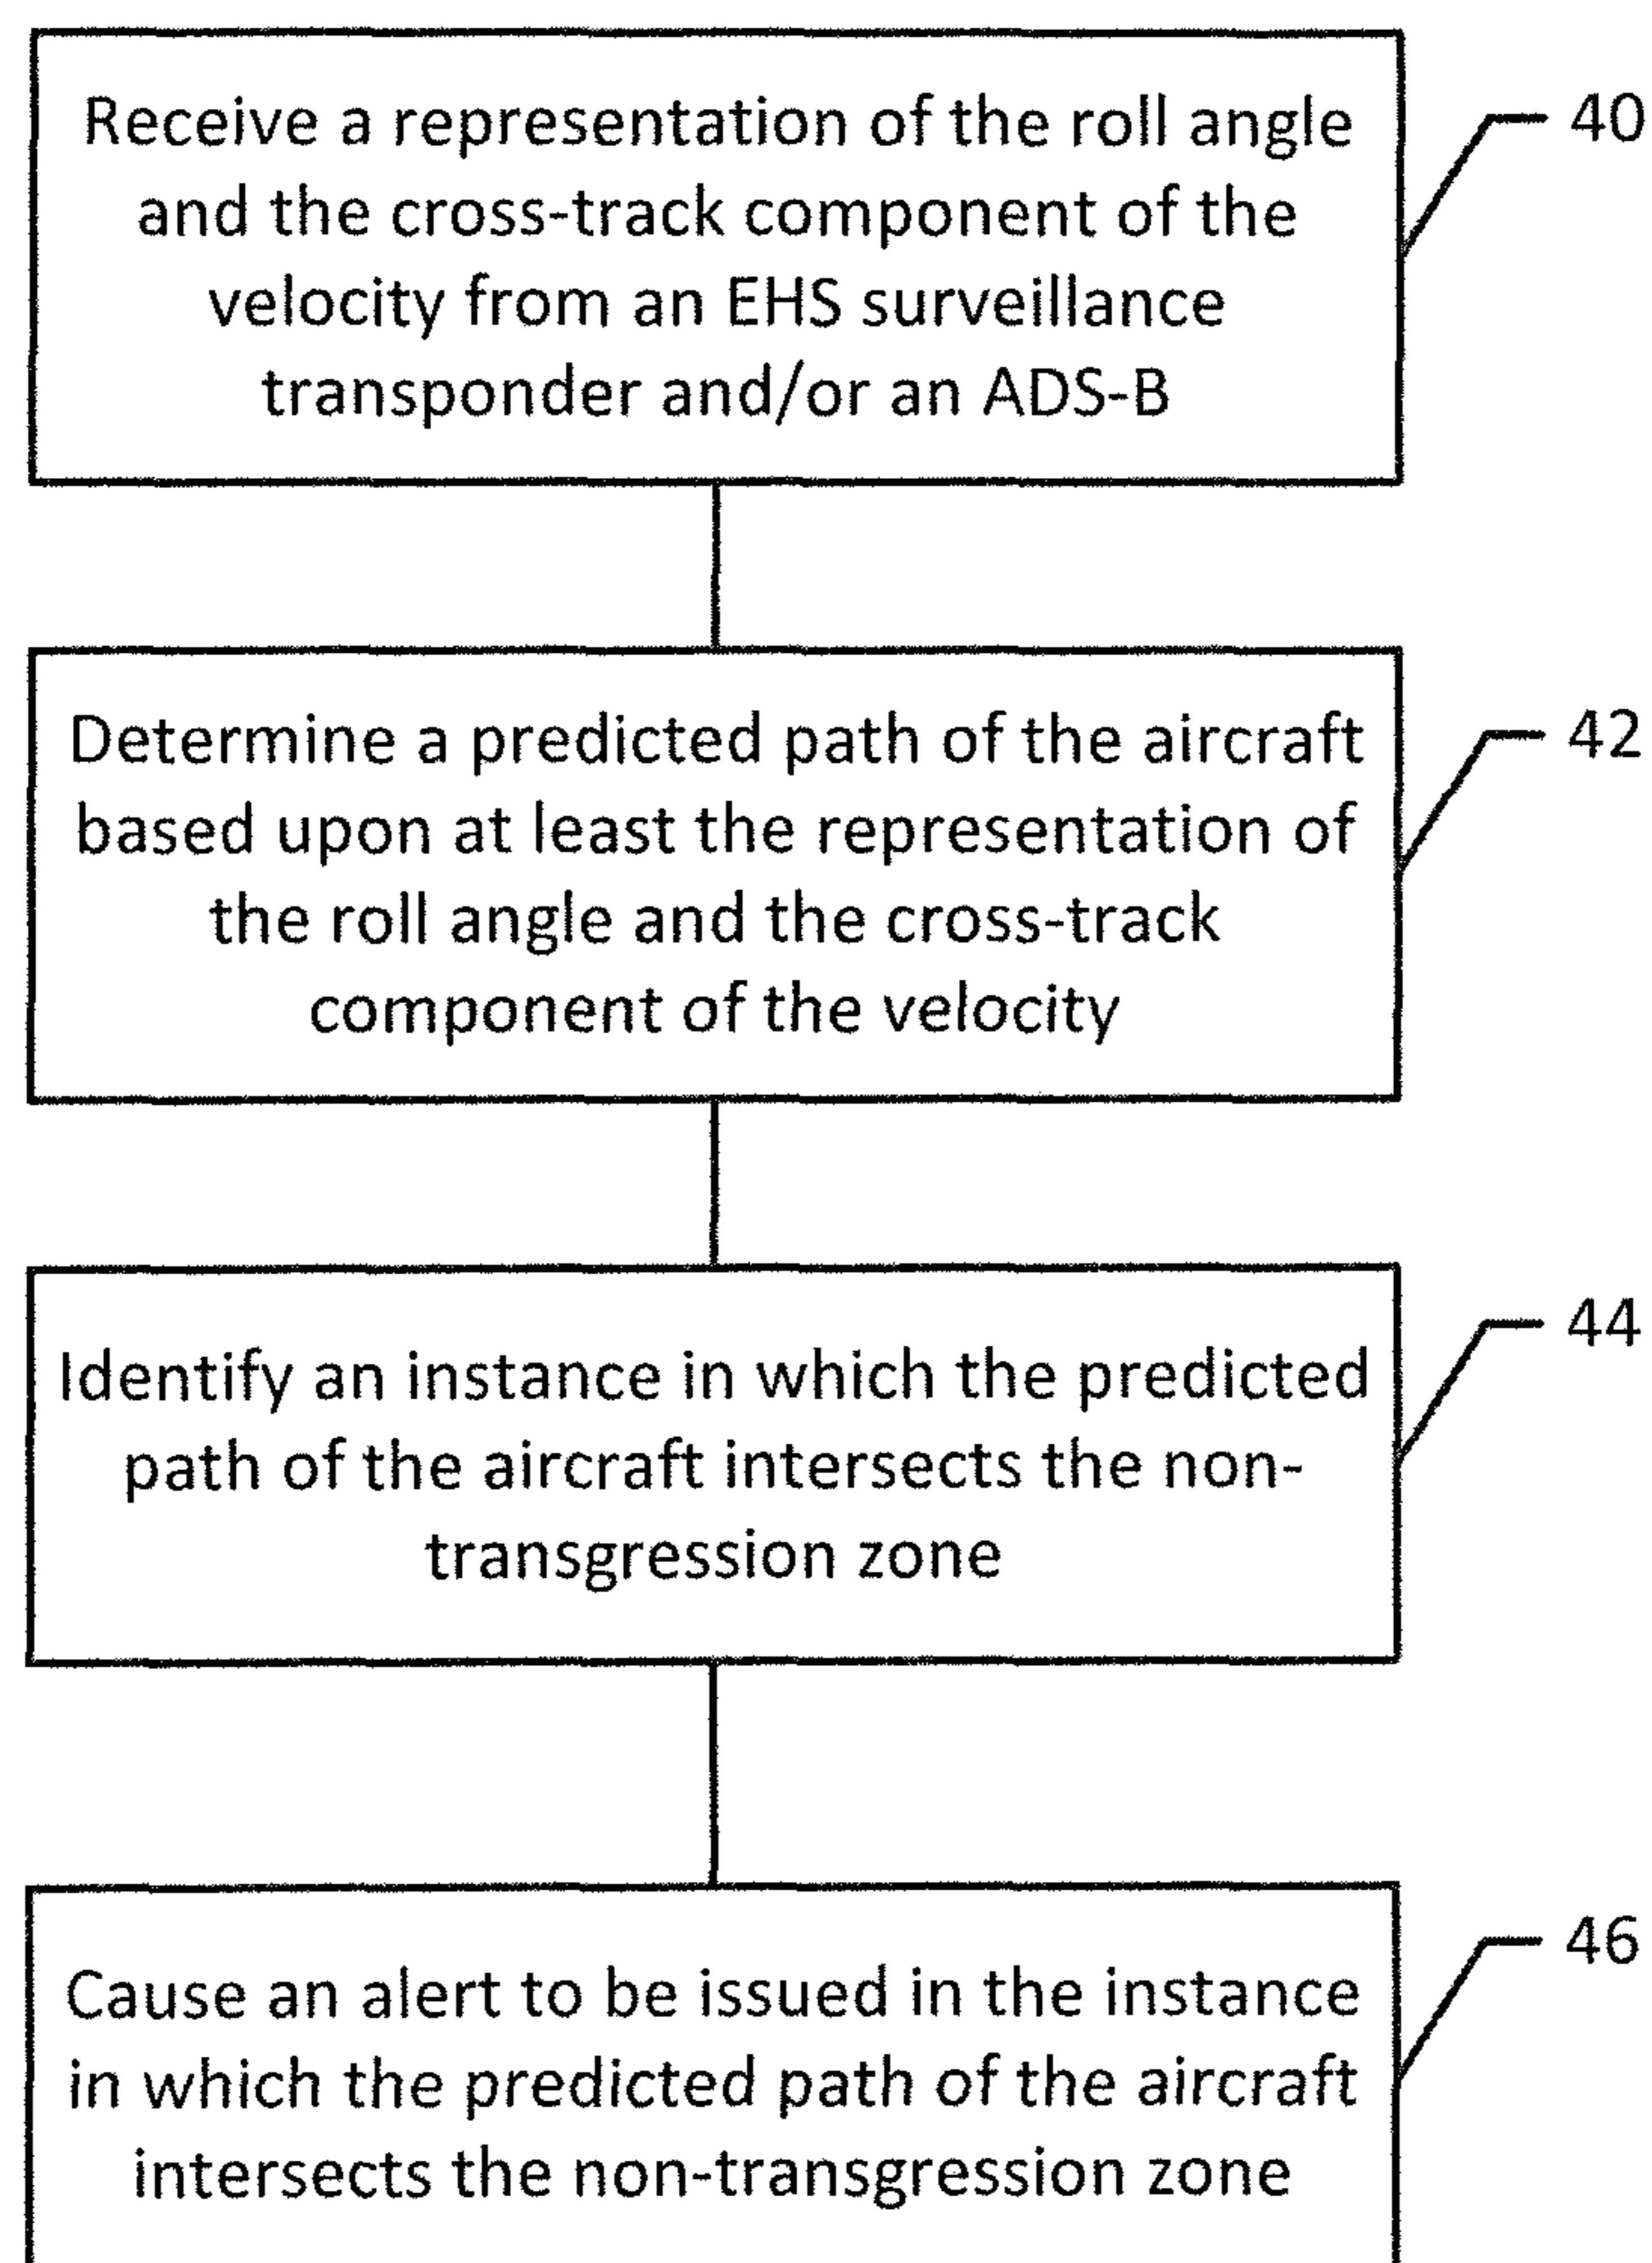 Receive a representation of the roll angle
and the cross-track component of the
velocity from an EHS surveillance
transponder and/or an ADS-B
40
Determine a predicted path of the aircraft
based upon at least the representation of
the roll angle and the cross-track
component of the velocity
42
Identify an instance in which the predicted
path of the aircraft intersects the non-
transgression zone
44
Cause an alert to be issued in the instance
in which the predicted path of the aircraft
intersects the non-transgression zone
46